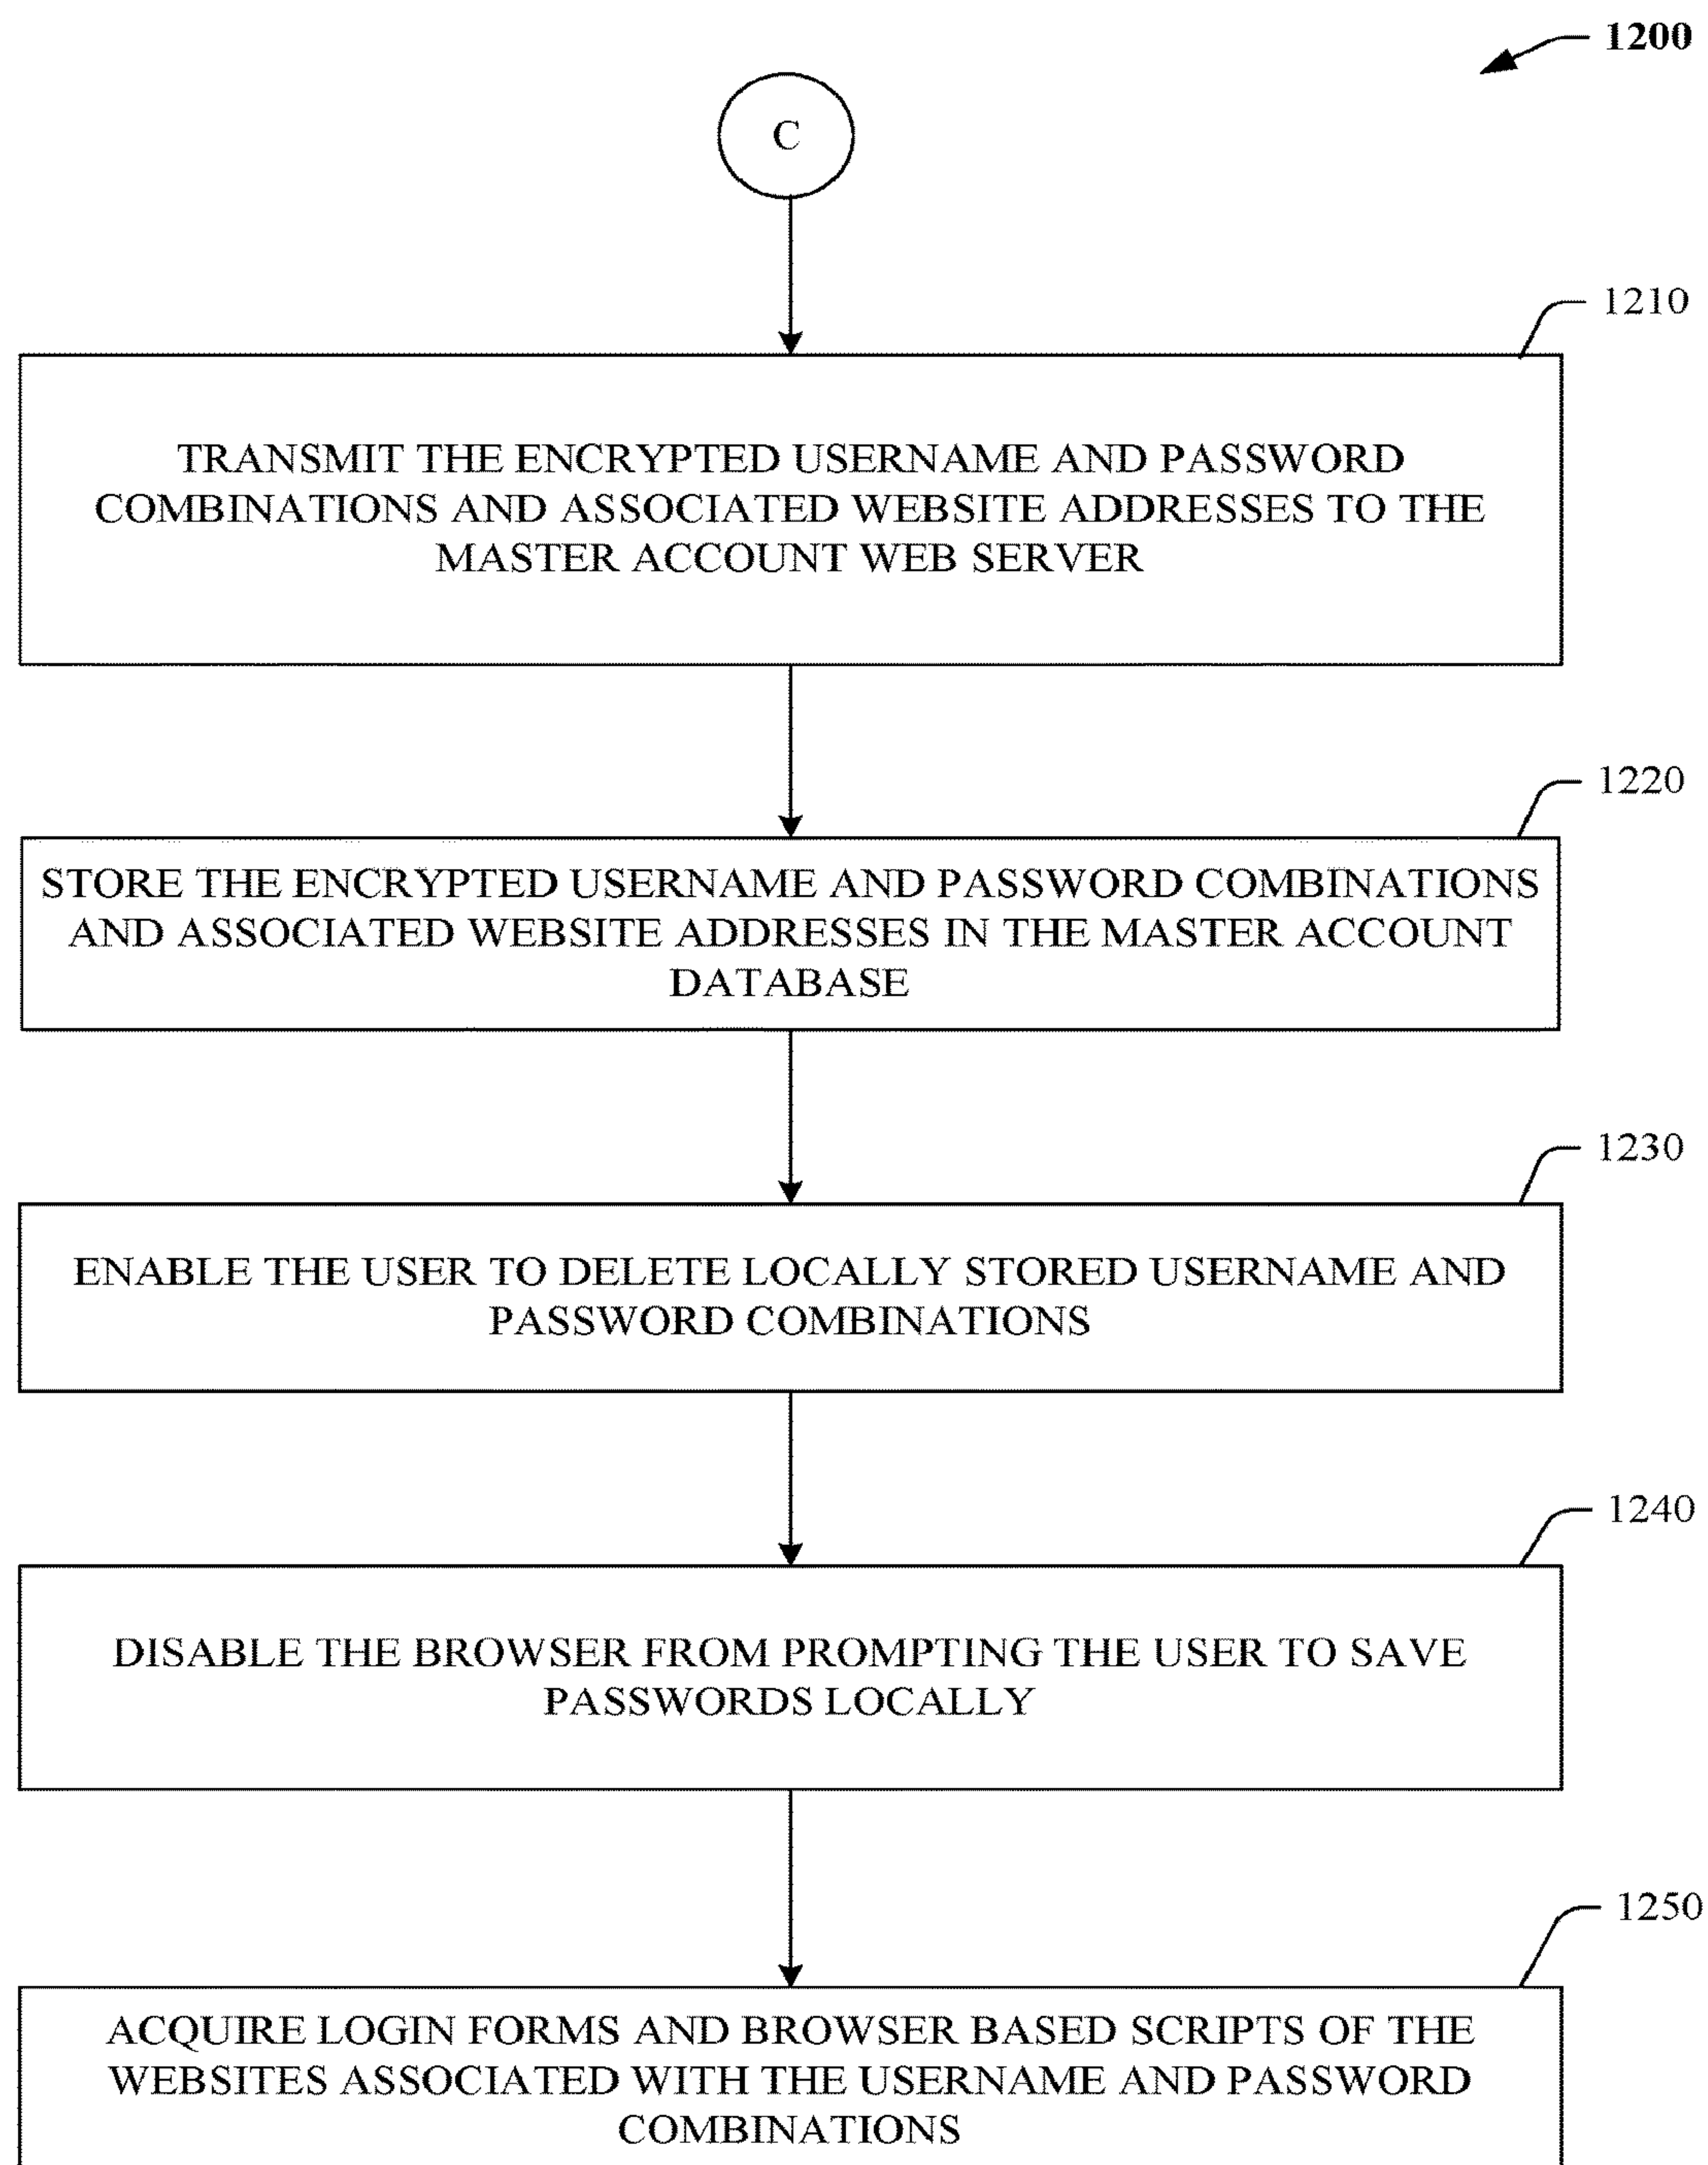 1200
C
1210
TRANSMIT THE ENCRYPTED USERNAME AND PASSWORD
COMBINATIONS AND ASSOCIATED WEBSITE ADDRESSES TO THE
MASTER ACCOUNT WEB SERVER
1220
STORE THE ENCRYPTED USERNAME AND PASSWORD COMBINATIONS
AND ASSOCIATED WEBSITE ADDRESSES IN THE MASTER ACCOUNT
DATABASE
1230
ENABLE THE USER TO DELETE LOCALLY STORED USERNAME AND
PASSWORD COMBINATIONS
1240
DISABLE THE BROWSER FROM PROMPTING THE USER TO SAVE
PASSWORDS LOCALLY
1250
ACQUIRE LOGIN FORMS AND BROWSER BASED SCRIPTS OF THE
WEBSITES ASSOCIATED WITH THE USERNAME AND PASSWORD
COMBINATIONS